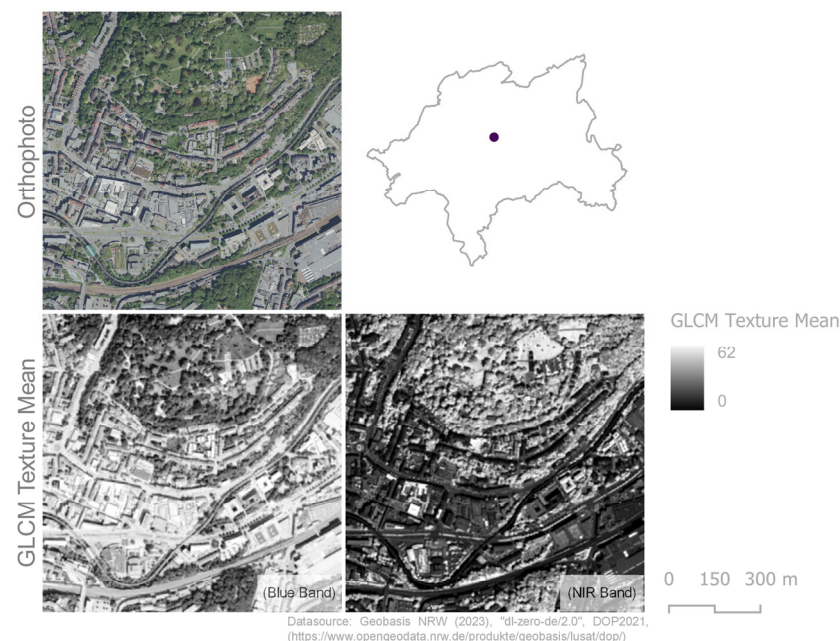 Orthophoto
GLCM Texture Mean
GLCM Texture Mean
62
0
(Blue Band)
(NIR Band)
0 150 300 m
Datasource: Geobasis NRW (2023), "dl-zero-de/2.0", DOP2021,
(https://www.opengeodata.nrw.de/produkte/geobasis/lusat/dop/)